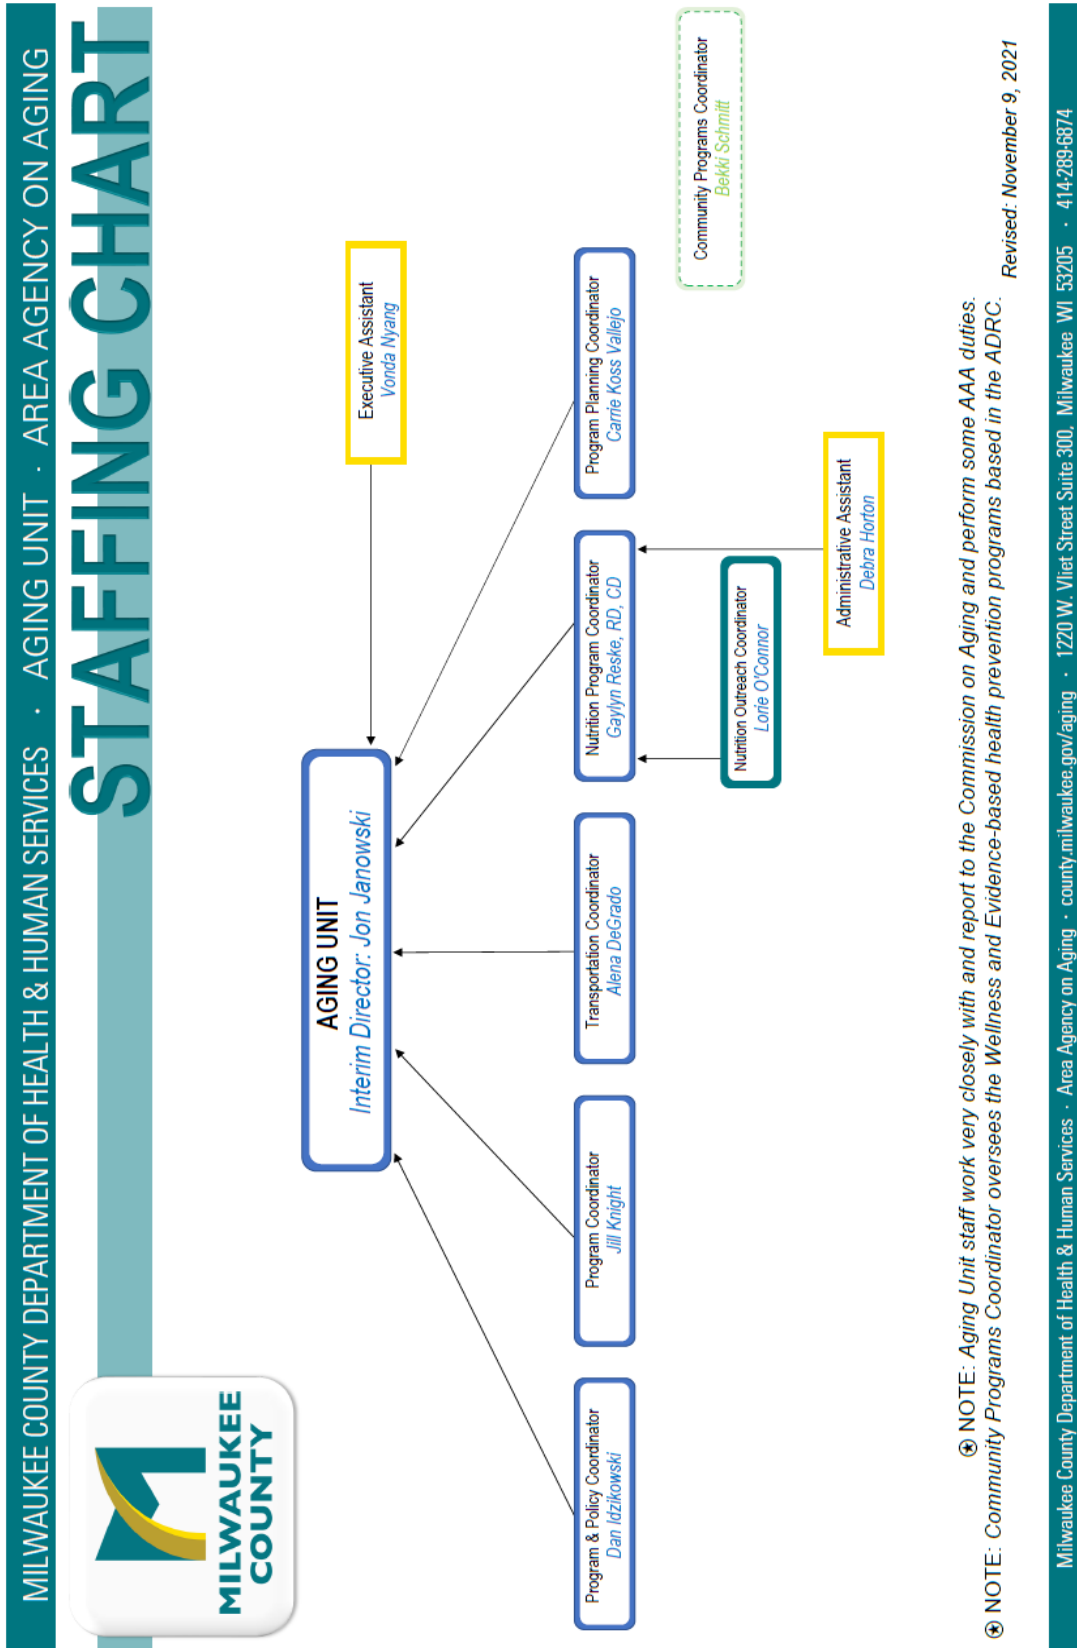 MILWAUKEE COUNTY DEPARTMENT OF HEALTH & HUMAN SERVICES · AGING UNIT · AREA AGENCY ON AGING
STAFFING CHART
MILWAUKEE
COUNTY
AGING UNIT
Interim Director: Jon Janowski
Executive Assistant
Vonda Nyang
Program & Policy Coordinator
Dan Idzikowski
Program Coordinator
Jill Knight
Transportation Coordinator
Alena DeGrado
Nutrition Program Coordinator
Gaylyn Reske, RD, CD
Program Planning Coordinator
Carrie Koss Vallejo
Community Programs Coordinator
Bekki Schmitt
Nutrition Outreach Coordinator
Lorie O'Connor
Administrative Assistant
Debra Horton
NOTE: Aging Unit staff work very closely with and report to the Commission on Aging and perform some AAA duties.
NOTE: Community Programs Coordinator oversees the Wellness and Evidence-based health prevention programs based in the ADRC.
Revised: November 9, 2021
Milwaukee County Department of Health & Human Services · Area Agency on Aging · county.milwaukee.gov/aging · 1220 W. Vliet Street Suite 300, Milwaukee WI 53205 · 414-289-6874